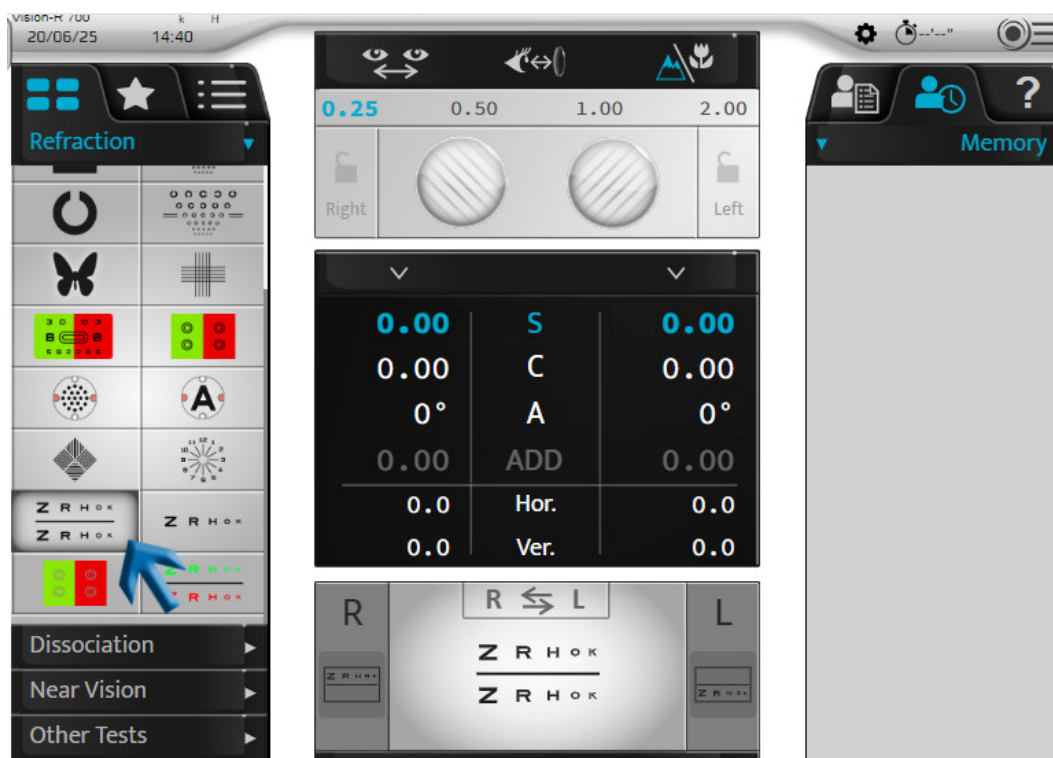 Vision-R 700 k H
20/06/25 14:40
--'--"
?
Refraction
Memory
0.25 0.50 1.00 2.00
Right Left
0.00 S 0.00
0.00 C 0.00
0° A 0°
0.00 ADD 0.00
0.0 Hor. 0.0
0.0 Ver. 0.0
A
Z R H O K
Z R H O K
Z R H O K
Z R H O K
R H O K
Dissociation
Near Vision
Other Tests
R R L L
Z R H O K
Z R H O K
Z R H O K
Z R H O K